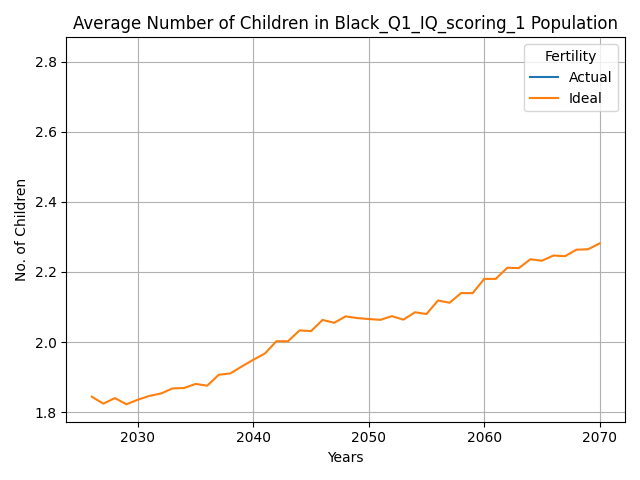 Average Number of Children in Black_Q1_IQ_scoring_1 Population
Fertility
Actual
Ideal
No. of Children
2.8
2.6
2.4
2.2
2.0
1.8
2030 2040 2050 2060 2070
Years